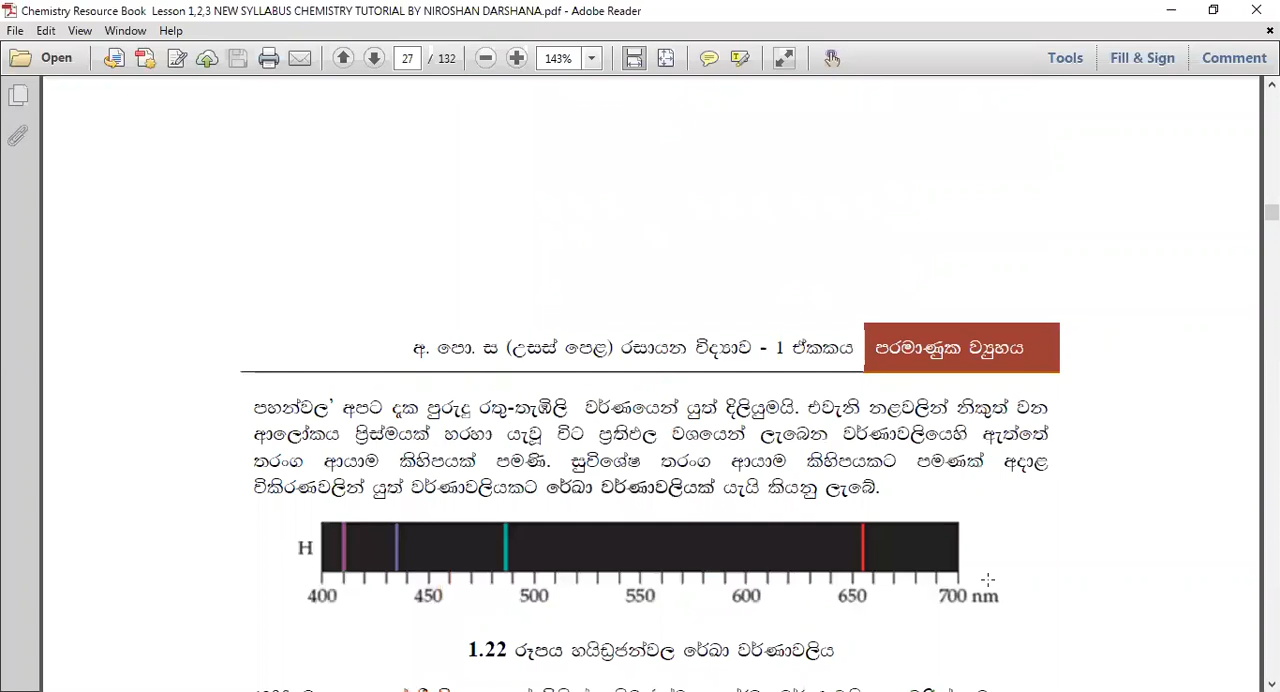 Chemistry Resource Book Lesson 1,2,3 NEW SYLLABUS CHEMISTRY TUTORIAL BY NIROSHAN DARSHANA.pdf - Adobe Reader
File Edit View Window Help
Open 27 / 132 143% Tools Fill & Sign Comment
අ. පො. ස (උසස් පෙළ) රසායන විද්‍යාව - 1 ඒකකය පරමාණුක ව්‍යුහය
පහන්වල' අපට දෑක පුරුදු රතු-තැඹිලි වර්ණයෙන් යුත් දිලියුමයි. එවැනි නළවලින් නිකුත් වන
ආලෝකය ප්‍රිස්මයක් හරහා යැවූ විට ප්‍රතිඵල වශයෙන් ලැබෙන වර්ණාවලියෙහි ඇත්තේ
තරංග ආයාම කිහිපයක් පමණි. සුවිශේෂ තරංග ආයාම කිහිපයකට පමණක් අදාළ
විකිරණවලින් යුත් වර්ණාවලියකට රේඛා වර්ණාවලියක් යැයි කියනු ලැබේ.
H
400 450 500 550 600 650 700 nm
1.22 රූපය හයිඩ්‍රජන්වල රේඛා වර්ණාවලිය